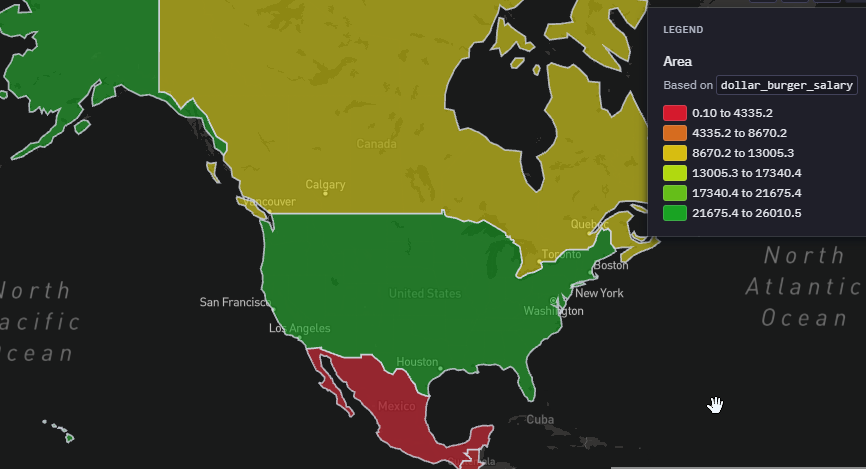 LEGEND
Area
Based on dollar_burger_salary
0.10 to 4335.2
4335.2 to 8670.2
8670.2 to 13005.3
13005.3 to 17340.4
17340.4 to 21675.4
21675.4 to 26010.5
Canada
Calgary
Vancouver
Quebec
Toronto
Boston
North
Atlantic
Ocean
North
acific
Ocean
United States
New York
San Francisco
Washington
Los Angeles
Houston
Mexico
Cuba
ala